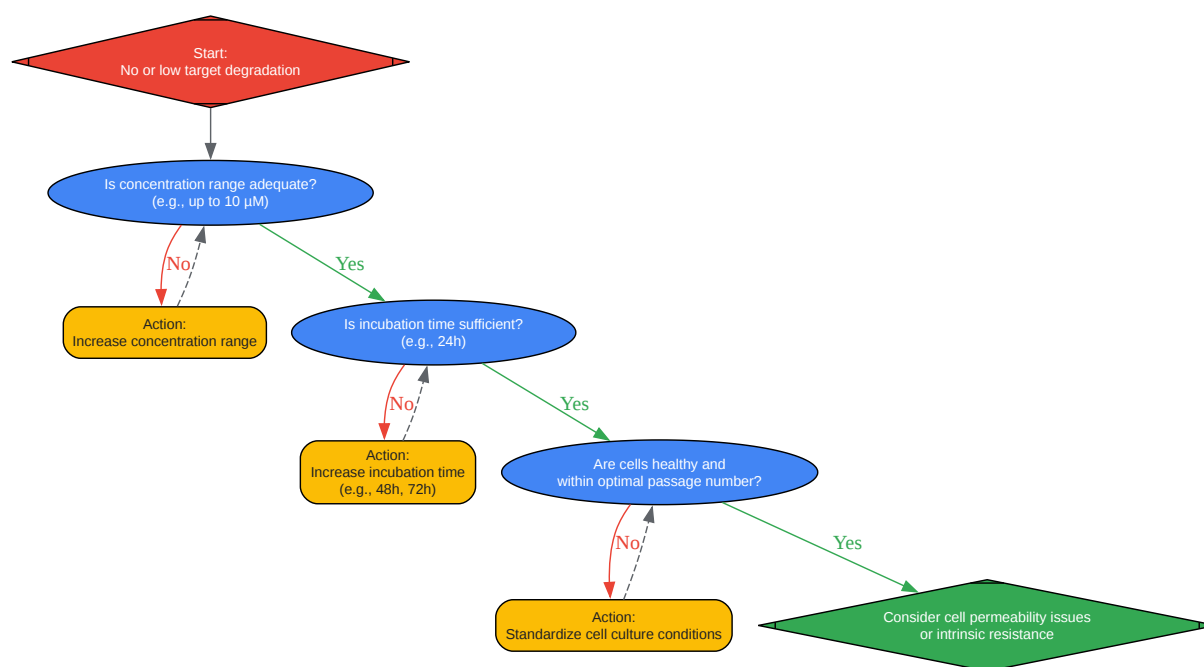 Start:
No or low target degradation
Is concentration range adequate?
(e.g., up to 10 µM)
No
Yes
Action:
Increase concentration range
Is incubation time sufficient?
(e.g., 24h)
No
Yes
Action:
Increase incubation time
(e.g., 48h, 72h)
Are cells healthy and
within optimal passage number?
No
Yes
Action:
Standardize cell culture conditions
Consider cell permeability issues
or intrinsic resistance